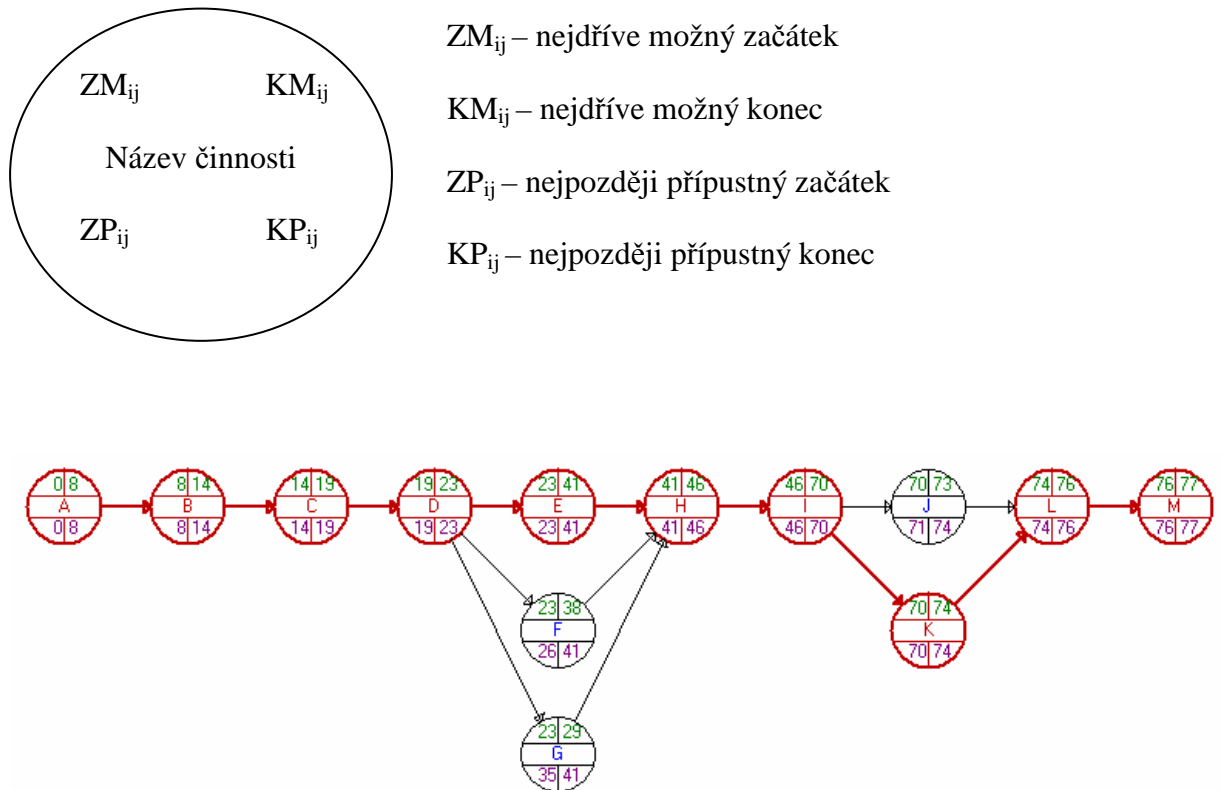 ZMij KMij
Název činnosti
ZPij KPij
ZMij – nejdříve možný začátek
KMij – nejdříve možný konec
ZPij – nejpozději přípustný začátek
KPij – nejpozději přípustný konec
0 8
A
0 8
8 14
B
8 14
14 19
C
14 19
19 23
D
19 23
23 41
E
23 41
41 46
H
41 46
46 70
I
46 70
70 73
J
71 74
74 76
L
74 76
76 77
M
76 77
23 38
F
26 41
70 74
K
70 74
23 29
G
35 41